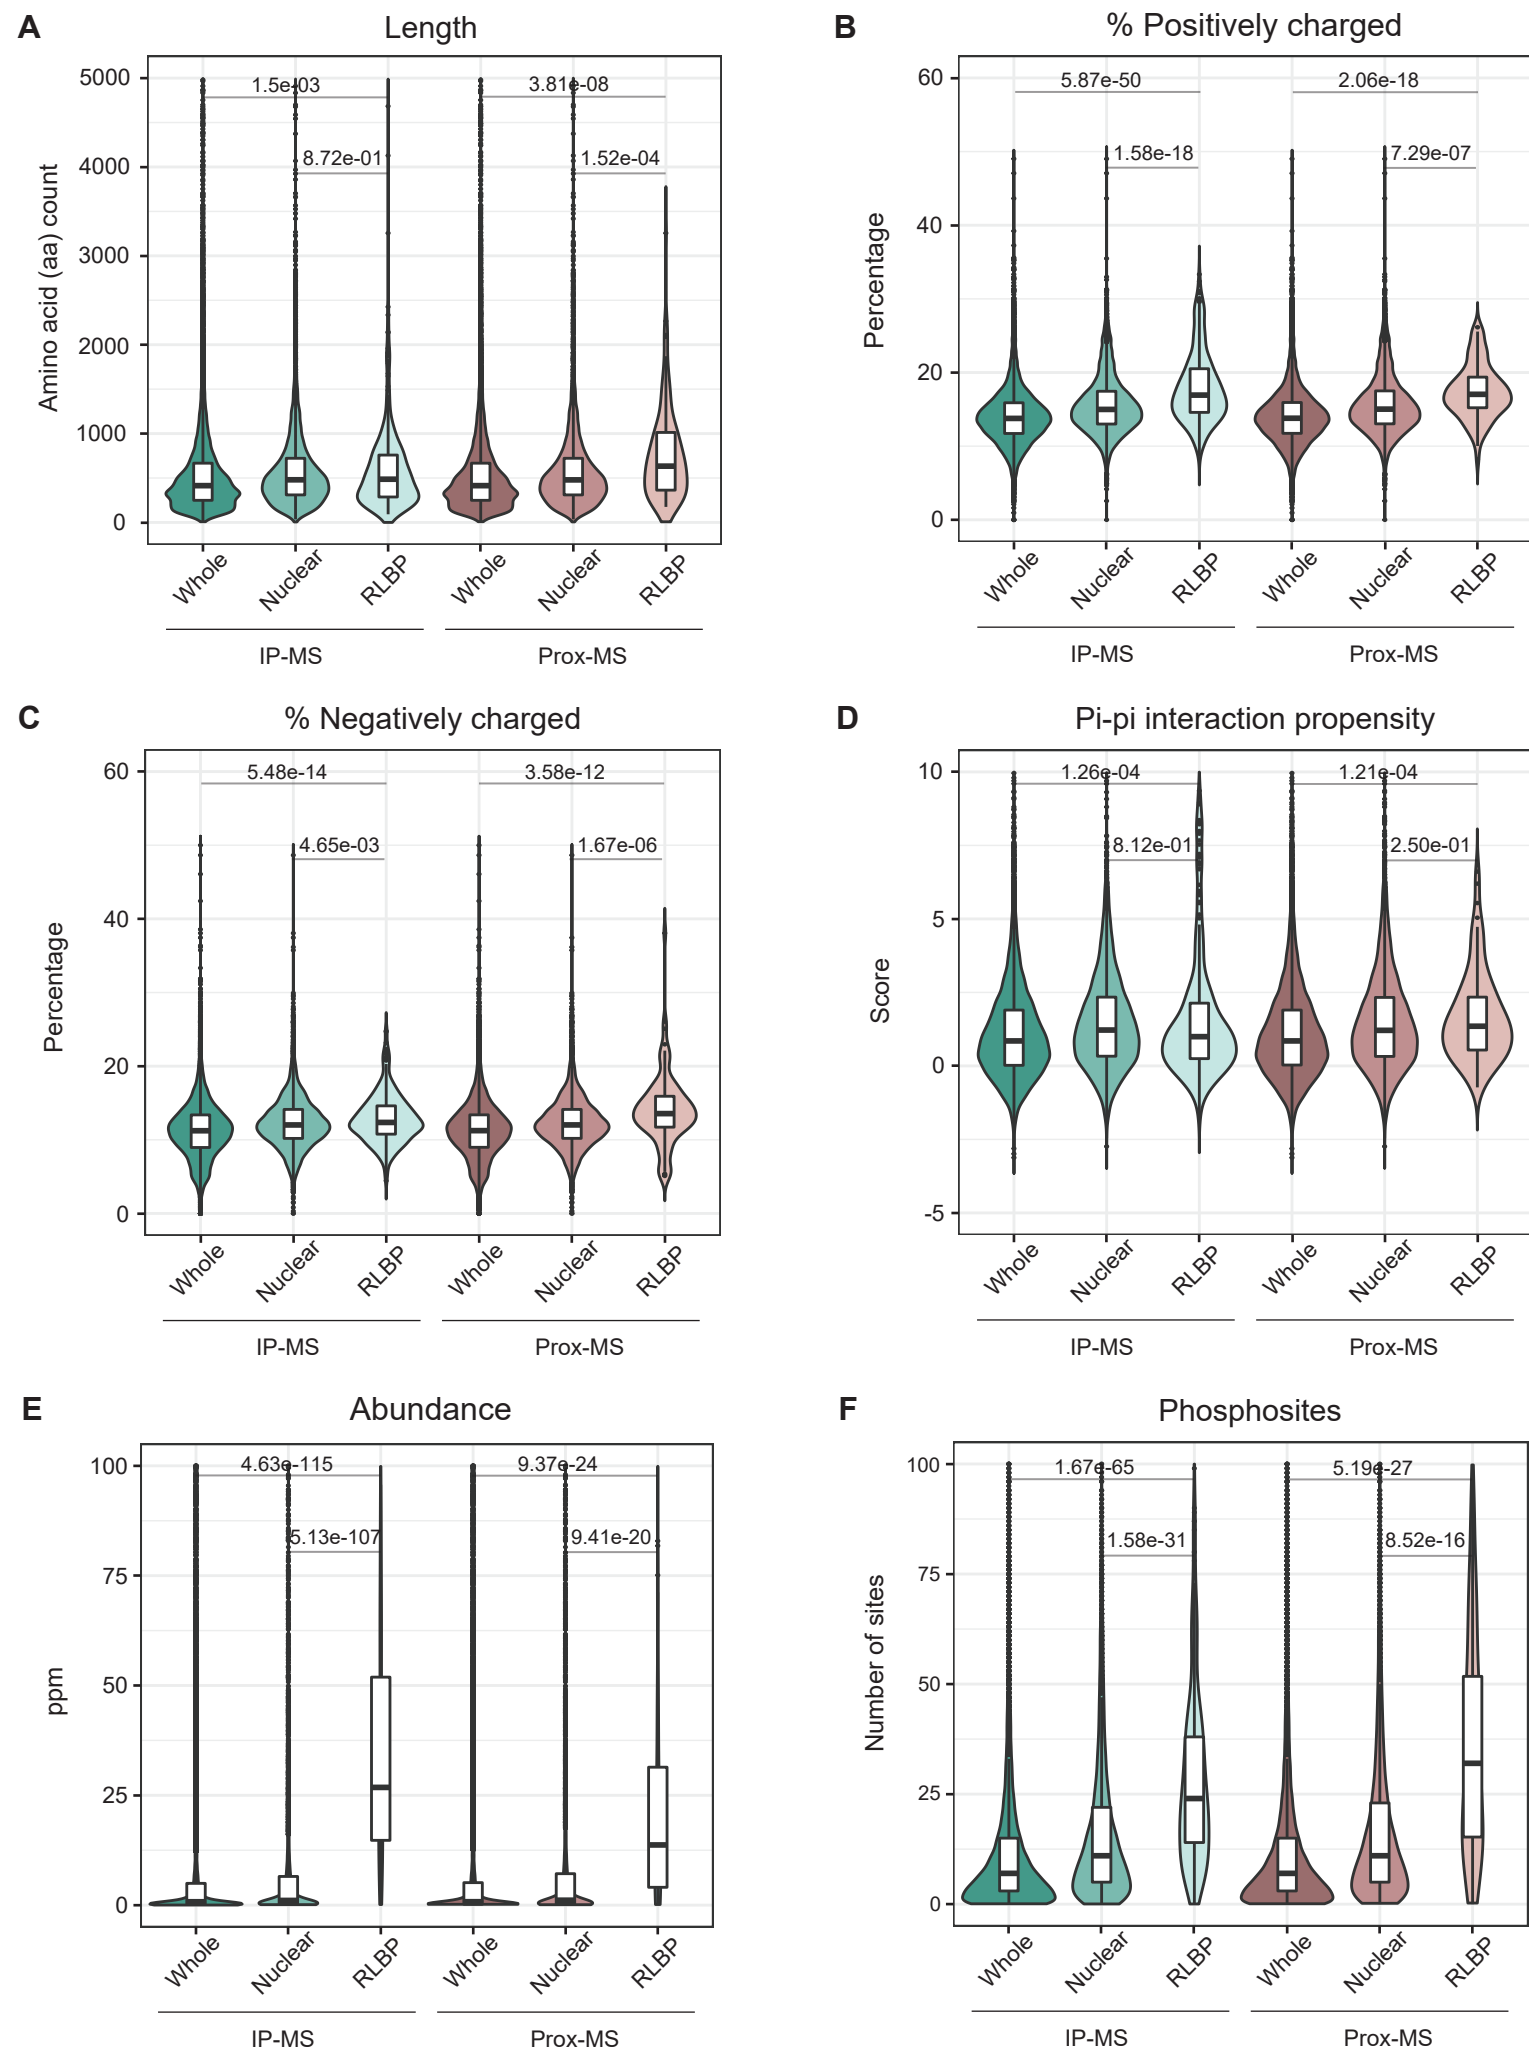 A
Length
5000
4000
3000
2000
1000
0
Amino acid (aa) count
1.5e-03
3.81e-08
8.72e-01
1.52e-04
Whole
Nuclear
RLBP
Whole
Nuclear
RLBP
IP-MS
Prox-MS
B
% Positively charged
60
40
20
0
Percentage
5.87e-50
2.06e-18
1.58e-18
7.29e-07
Whole
Nuclear
RLBP
Whole
Nuclear
RLBP
IP-MS
Prox-MS
C
% Negatively charged
60
40
20
0
Percentage
5.48e-14
3.58e-12
4.65e-03
1.67e-06
Whole
Nuclear
RLBP
Whole
Nuclear
RLBP
IP-MS
Prox-MS
D
Pi-pi interaction propensity
10
5
0
-5
Score
1.26e-04
1.21e-04
8.12e-01
2.50e-01
Whole
Nuclear
RLBP
Whole
Nuclear
RLBP
IP-MS
Prox-MS
E
Abundance
100
75
50
25
0
ppm
4.63e-115
9.37e-24
5.13e-107
9.41e-20
Whole
Nuclear
RLBP
Whole
Nuclear
RLBP
IP-MS
Prox-MS
F
Phosphosites
100
75
50
25
0
Number of sites
1.67e-65
5.19e-27
1.58e-31
8.52e-16
Whole
Nuclear
RLBP
Whole
Nuclear
RLBP
IP-MS
Prox-MS